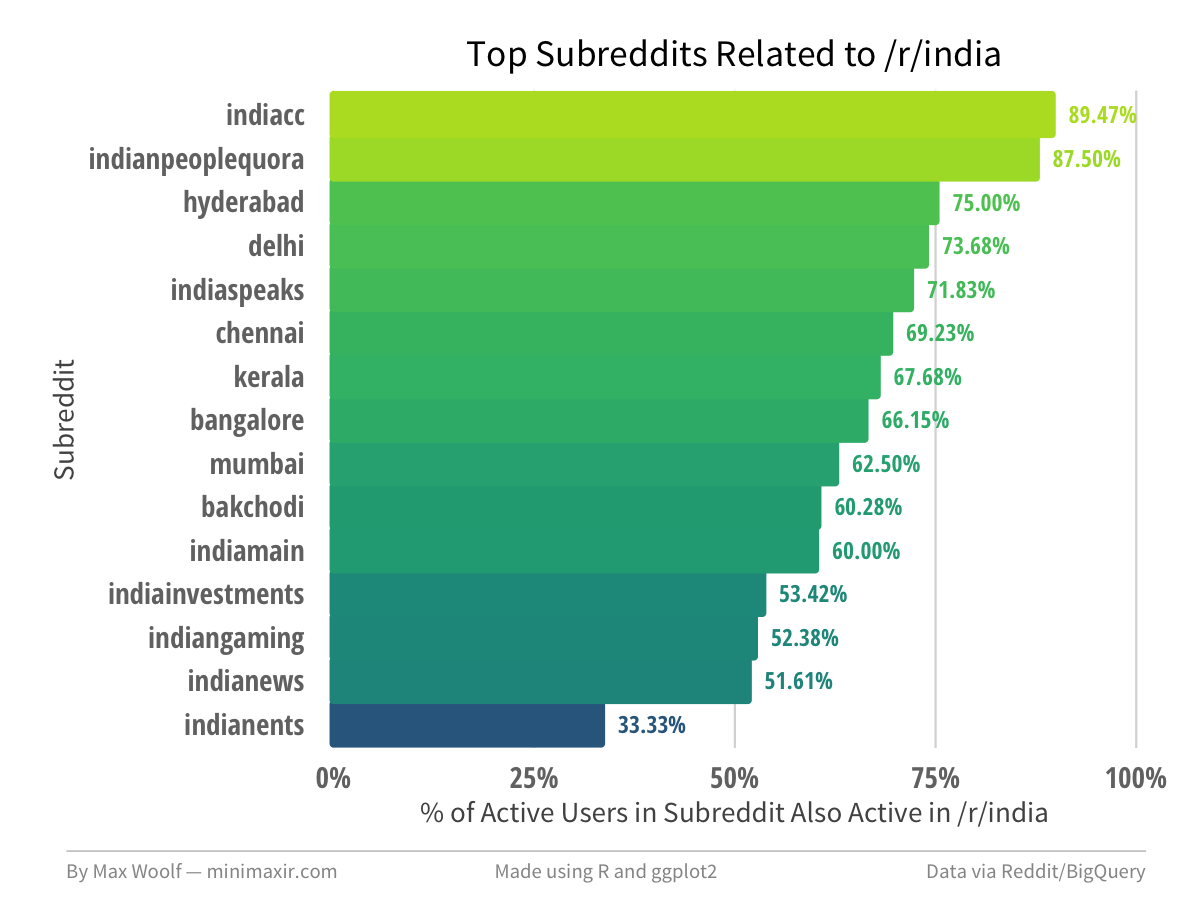 Top Subreddits Related to /r/india
indiacc 89.47%
indianpeoplequora 87.50%
hyderabad 75.00%
delhi 73.68%
indiaspeaks 71.83%
chennai 69.23%
kerala 67.68%
bangalore 66.15%
mumbai 62.50%
bakchodi 60.28%
indiamain 60.00%
indiainvestments 53.42%
indiangaming 52.38%
indianews 51.61%
indianents 33.33%
Subreddit
0% 25% 50% 75% 100%
% of Active Users in Subreddit Also Active in /r/india
By Max Woolf — minimaxir.com Made using R and ggplot2 Data via Reddit/BigQuery